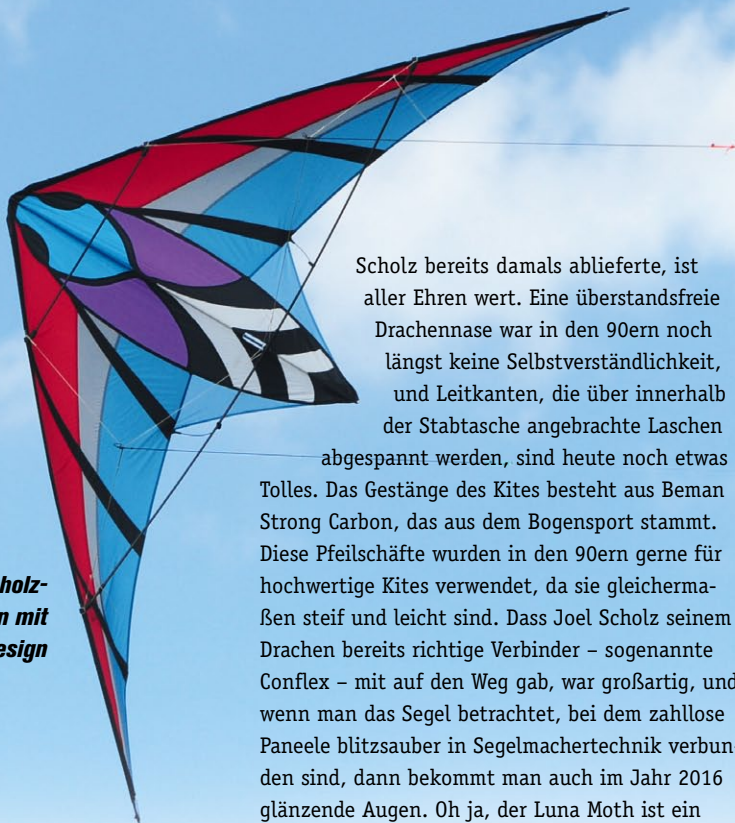 Scholz bereits damals ablieferte, ist
aller Ehren wert. Eine überstandsfreie
Drachennase war in den 90ern noch
längst keine Selbstverständlichkeit,
und Leitkanten, die über innerhalb
der Stabtasche angebrachte Laschen
abgespannt werden, sind heute noch etwas
Tolles. Das Gestänge des Kites besteht aus Beman
Strong Carbon, das aus dem Bogensport stammt.
Diese Pfeilschäfte wurden in den 90ern gerne für
hochwertige Kites verwendet, da sie gleicherma-
ßen steif und leicht sind. Dass Joel Scholz seinem
Drachen bereits richtige Verbinder – sogenannte
Conflex – mit auf den Weg gab, war großartig, und
wenn man das Segel betrachtet, bei dem zahllose
Paneele blitzsauber in Segelmachertechnik verbun-
den sind, dann bekommt man auch im Jahr 2016
glänzende Augen. Oh ja, der Luna Moth ist ein
holz-
n mit
esign